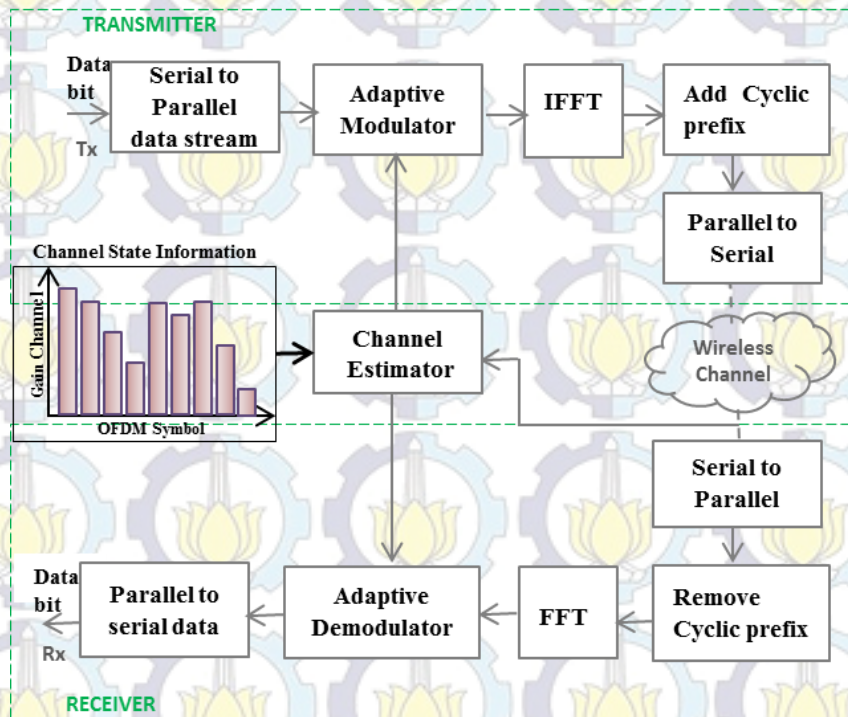 TRANSMITTER
Data
bit
Tx
Serial to
Parallel
data stream
Adaptive
Modulator
IFFT
Add Cyclic
prefix
Parallel to
Serial
Channel State Information
Gain Channel
OFDM Symbol
Channel
Estimator
Wireless
Channel
Serial to
Parallel
Remove
Cyclic prefix
FFT
Adaptive
Demodulator
Parallel to
serial data
Data
bit
Rx
RECEIVER